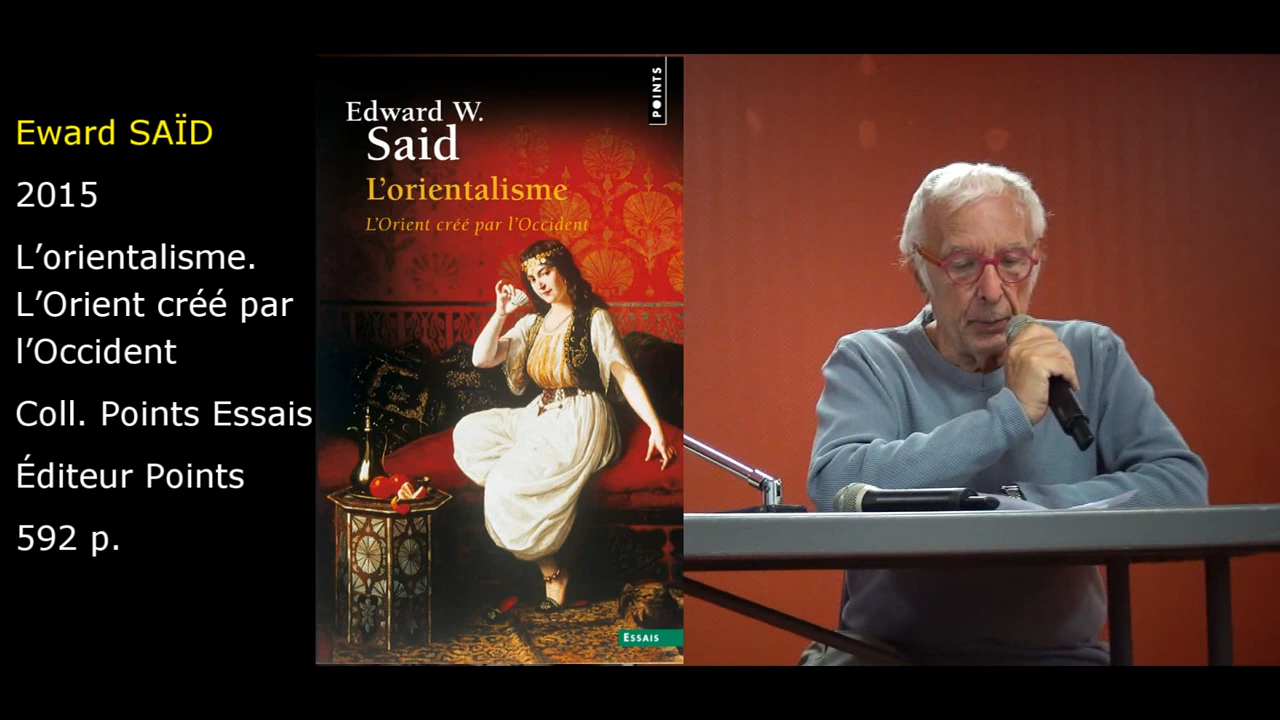 Eward SAÏD
2015
L’orientalisme.
L’Orient créé par
l’Occident
Coll. Points Essais
Éditeur Points
592 p.
POINTS
Edward W.
Said
L’orientalisme
L’Orient créé par l’Occident
ESSAIS